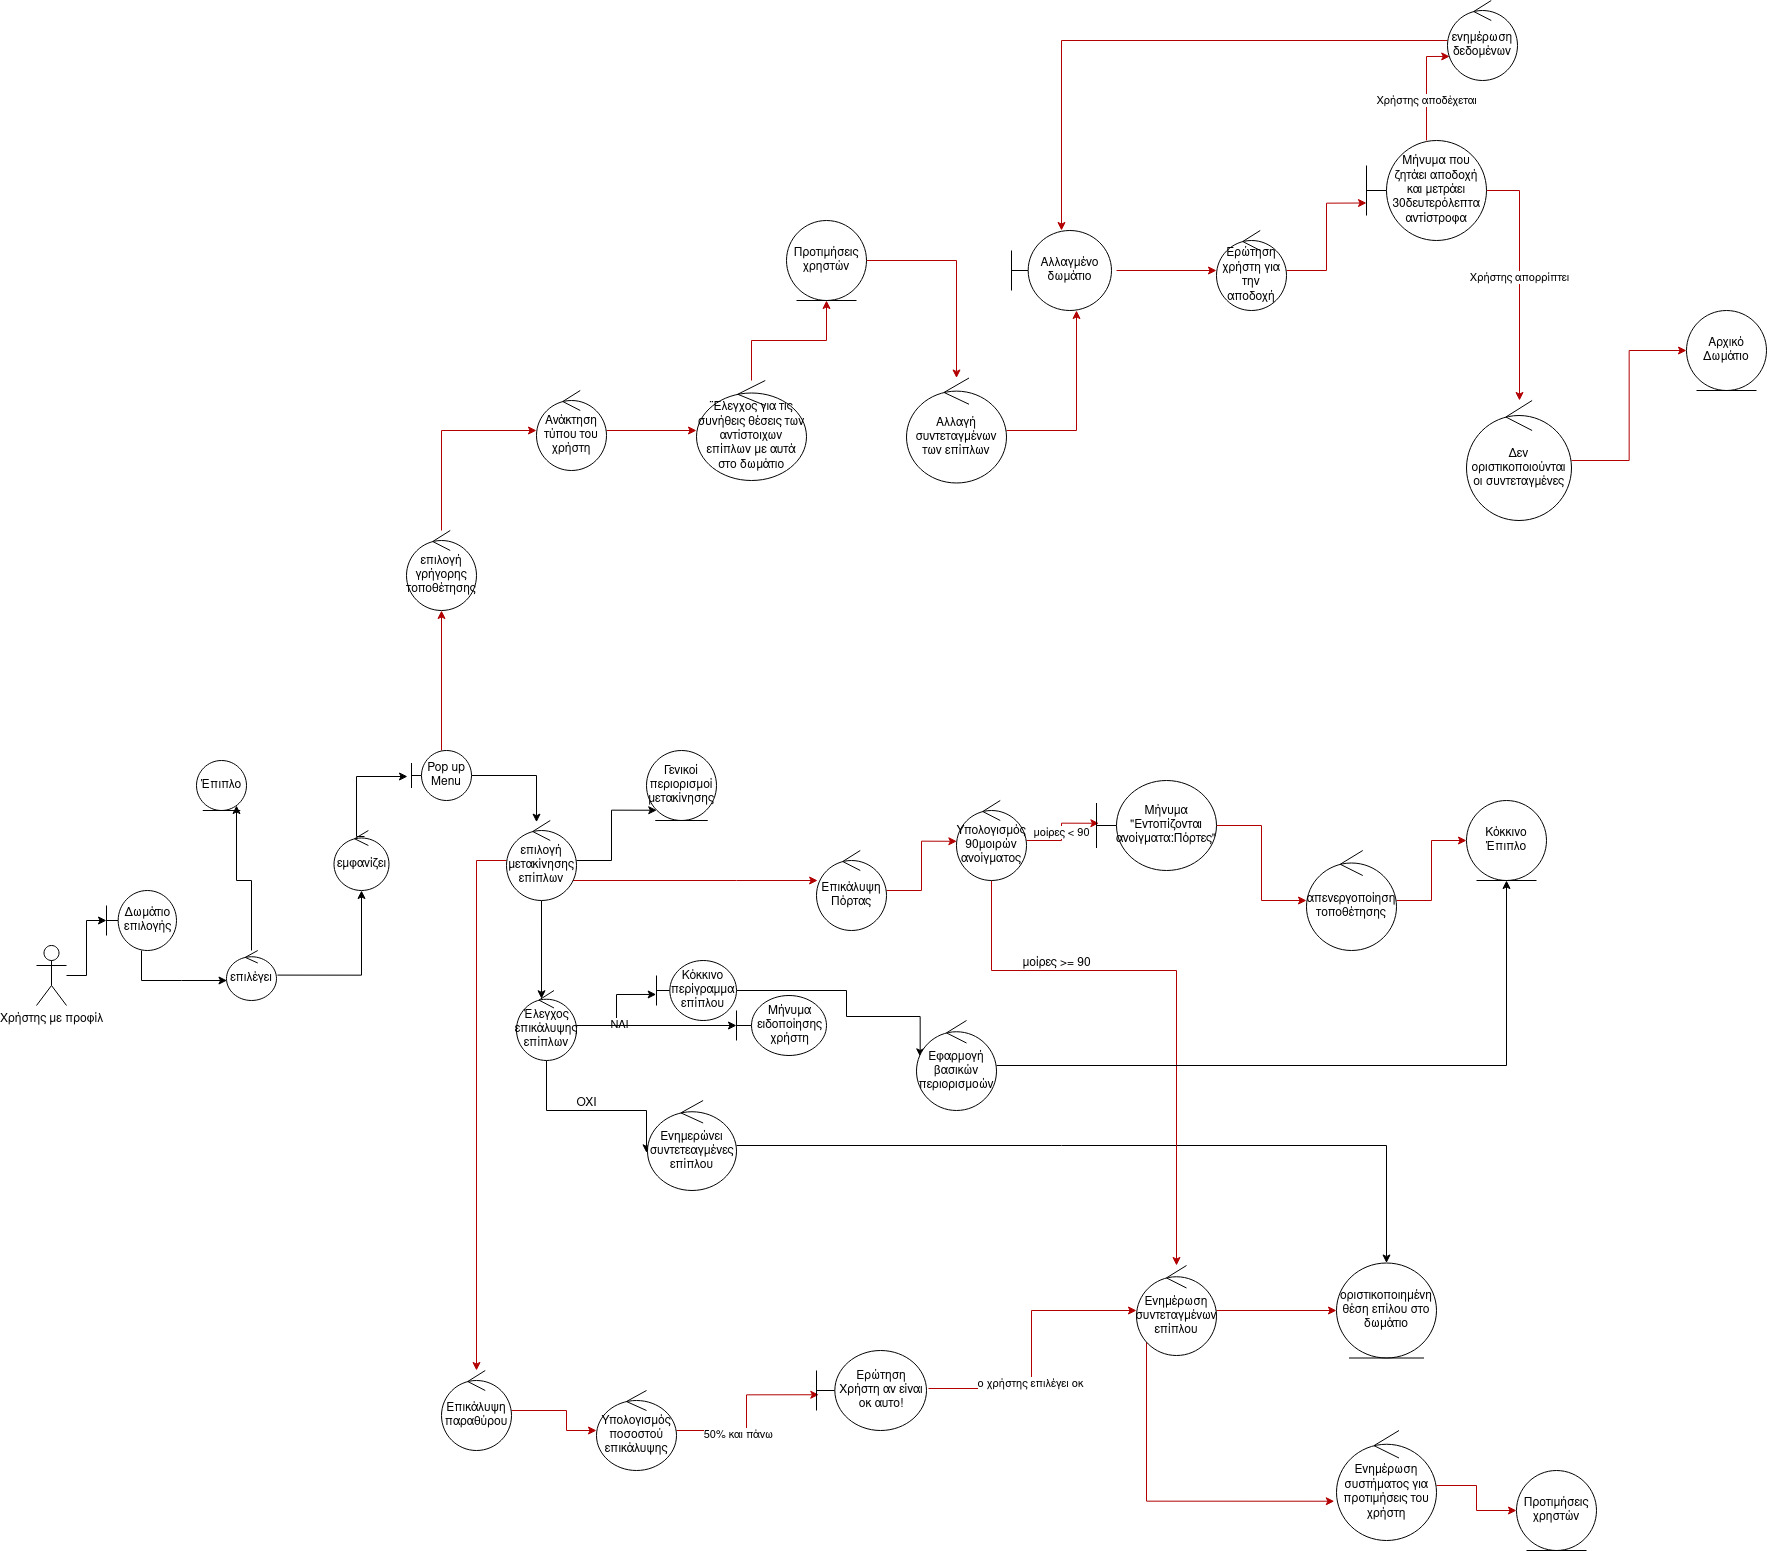 ενημέρωση
δεδομένων
Χρήστης αποδέχεται
Μήνυμα που
ζητάει αποδοχή
και μετράει
30δευτερόλεπτα
αντίστροφα
Προτιμήσεις
χρηστών
Αλλαγμένο
δωμάτιο
Ερώτηση
χρήστη για
την
αποδοχή
Χρήστης απορρίπτει
Αρχικό
Δωμάτιο
Ανάκτηση
τύπου του
χρήστη
Έλεγχος για τις
συνήθεις θέσεις των
αντίστοιχων
επίπλων με αυτά
στο δωμάτιο
Αλλαγή
συντεταγμένων
των επίπλων
Δεν
οριστικοποιούνται
οι συντεταγμένες
επιλογή
γρήγορης
τοποθέτησης
Pop up
Menu
Γενικοί
περιορισμοί
μετακίνησης
Έπιπλο
εμφανίζει
επιλογή
μετακίνησης
επίπλων
Υπολογισμός
90μοιρών
ανοίγματος
μοίρες < 90
Μήνυμα
"Εντοπίζονται
ανοίγματα:Πόρτες"
Κόκκινο
Έπιπλο
Επικάλυψη
Πόρτας
απενεργοποίηση
τοποθέτησης
Δωμάτιο
επιλογής
επιλέγει
Χρήστης με προφίλ
μοίρες >= 90
Κόκκινο
περίγραμμα
επίπλου
Έλεγχος
επικάλυψης
επίπλων
ΝΑΙ
Μήνυμα
ειδοποίησης
χρήστη
Εφαρμογή
βασικών
περιορισμοών
ΟΧΙ
Ενημερώνει
συντετεαγμένες
επίπλου
Ενημέρωση
συντεταγμένων
επίπλου
οριστικοποιημένη
θέση επίλου στο
δωμάτιο
Επικάλυψη
παραθύρου
Υπολογισμός
ποσοστού
επικάλυψης
50% και πάνω
Ερώτηση
Χρήστη αν είναι
οκ αυτο!
ο χρήστης επιλέγει οκ
Ενημέρωση
συστήματος για
προτιμήσεις του
χρήστη
Προτιμήσεις
χρηστών